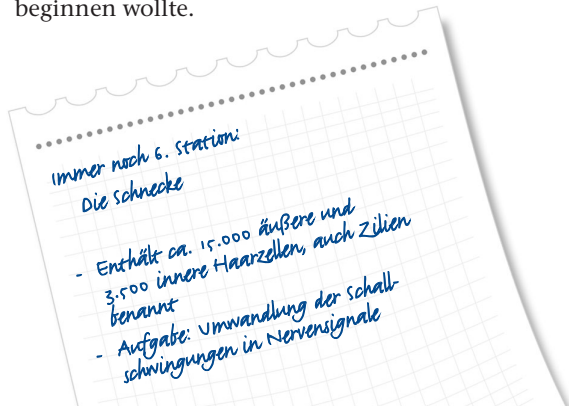 beginnen wollte.
Immer noch 6. Station:
Die Schnecke
- Enthält ca. 15.000 äußere und
3.500 innere Haarzellen, auch Zilien
benannt
- Aufgabe: Umwandlung der Schall-
schwingungen in Nervensignale